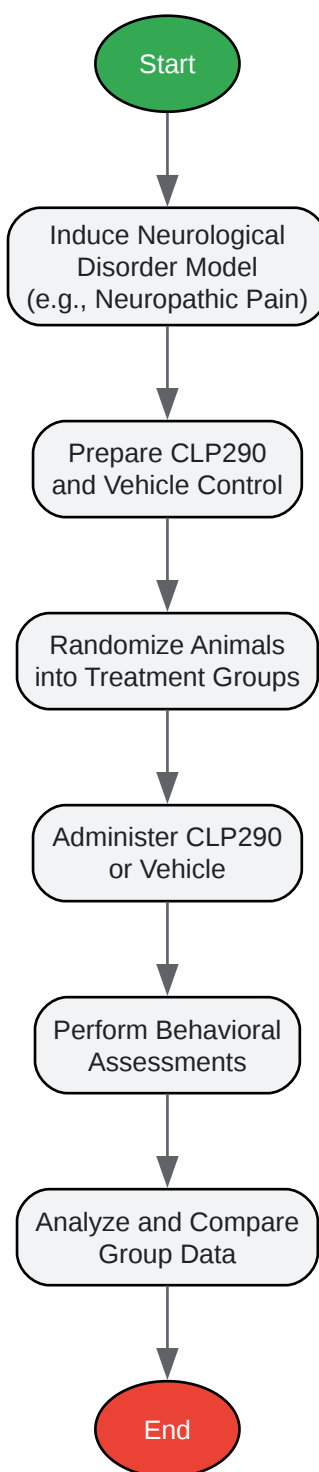 Start
Induce Neurological
Disorder Model
(e.g., Neuropathic Pain)
Prepare CLP290
and Vehicle Control
Randomize Animals
into Treatment Groups
Administer CLP290
or Vehicle
Perform Behavioral
Assessments
Analyze and Compare
Group Data
End